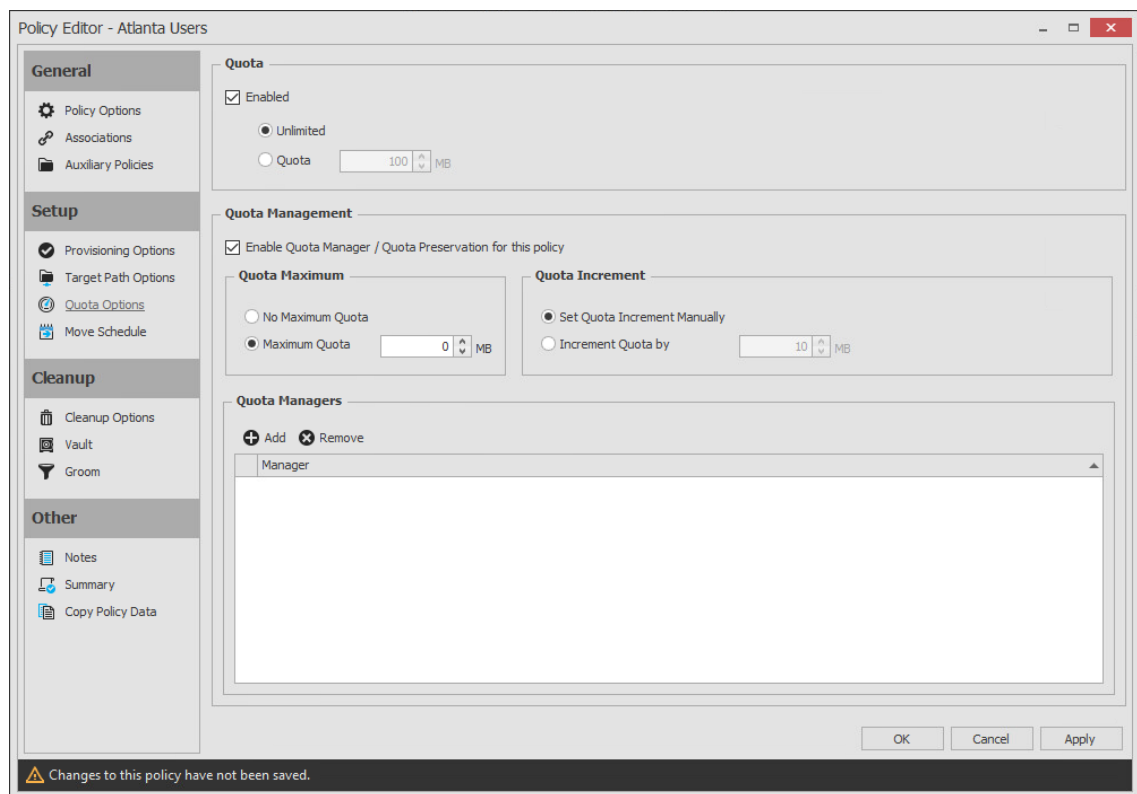 Policy Editor - Atlanta Users
General
Policy Options
Associations
Auxiliary Policies
Setup
Provisioning Options
Target Path Options
Quota Options
Move Schedule
Cleanup
Cleanup Options
Vault
Groom
Other
Notes
Summary
Copy Policy Data
Quota
Enabled
Unlimited
Quota 100 MB
Quota Management
Enable Quota Manager / Quota Preservation for this policy
Quota Maximum
No Maximum Quota
Maximum Quota 0 MB
Quota Increment
Set Quota Increment Manually
Increment Quota by 10 MB
Quota Managers
Add Remove
Manager
OK Cancel Apply
Changes to this policy have not been saved.